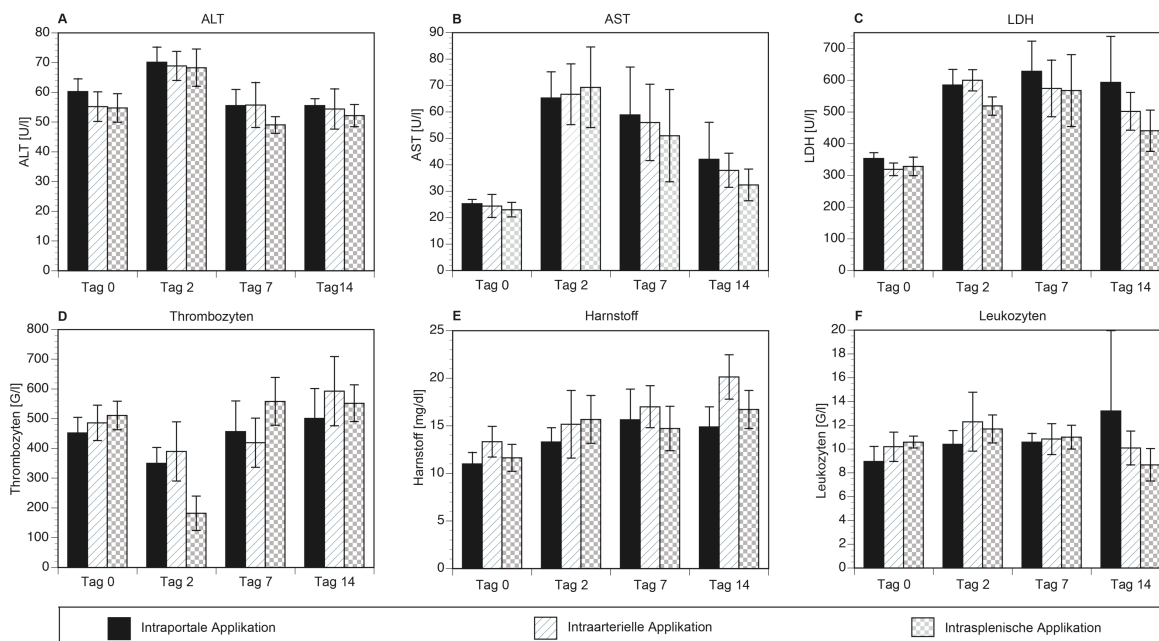 A ALT
ALT [U/l]
80
70
60
50
40
30
20
10
0
Tag 0 Tag 2 Tag 7 Tag14
B AST
AST [U/l]
90
80
70
60
50
40
30
20
10
0
Tag 0 Tag 2 Tag 7 Tag 14
C LDH
LDH [U/l]
700
600
500
400
300
200
100
0
Tag 0 Tag 2 Tag 7 Tag 14
D Thrombozyten
Thrombozyten [G/l]
800
700
600
500
400
300
200
100
0
Tag 0 Tag 2 Tag 7 Tag 14
E Harnstoff
Harnstoff [mg/dl]
25
20
15
10
5
0
Tag 0 Tag 2 Tag 7 Tag 14
F Leukozyten
Leukozyten [G/l]
20
18
16
14
12
10
8
6
4
2
0
Tag 0 Tag 2 Tag 7 Tag 14
Intraportale Applikation Intraarterielle Applikation Intrasplenische Applikation